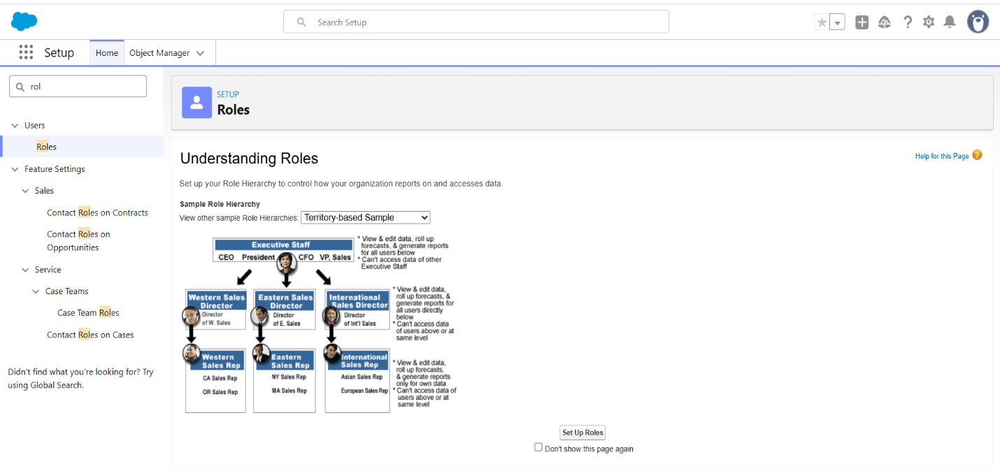 Search Setup
Setup
Home
Object Manager
rol
Users
Roles
Feature Settings
Sales
Contact Roles on Contracts
Contact Roles on
Opportunities
Service
Case Teams
Case Team Roles
Contact Roles on Cases
Didn't find what you're looking for? Try
using Global Search.
SETUP
Roles
Understanding Roles
Help for this Page
?
Set up your Role Hierarchy to control how your organization reports on and accesses data.
Sample Role Hierarchy
View other sample Role Hierarchies: Territory-based Sample
Executive Staff
CEO President CFO VP, Sales
* View & edit data, roll up
forecasts, & generate reports
for all users below
* Can't access data of other
Executive Staff
Western Sales
Director
Director
of W. Sales
Eastern Sales
Director
Director
of E. Sales
International
Sales Director
Director
of Int'l Sales
* View & edit data,
roll up forecasts, &
generate reports for
all users directly
below
* Can't access data
of users above or at
same level
Western
Sales Rep
CA Sales Rep
OR Sales Rep
Eastern
Sales Rep
NY Sales Rep
MA Sales Rep
International
Sales Rep
Asian Sales Rep
European Sales Rep
* View & edit data,
roll up forecasts,
& generate reports
only for own data
* Can't access data of
users above or at
same level
Set Up Roles
Don't show this page again